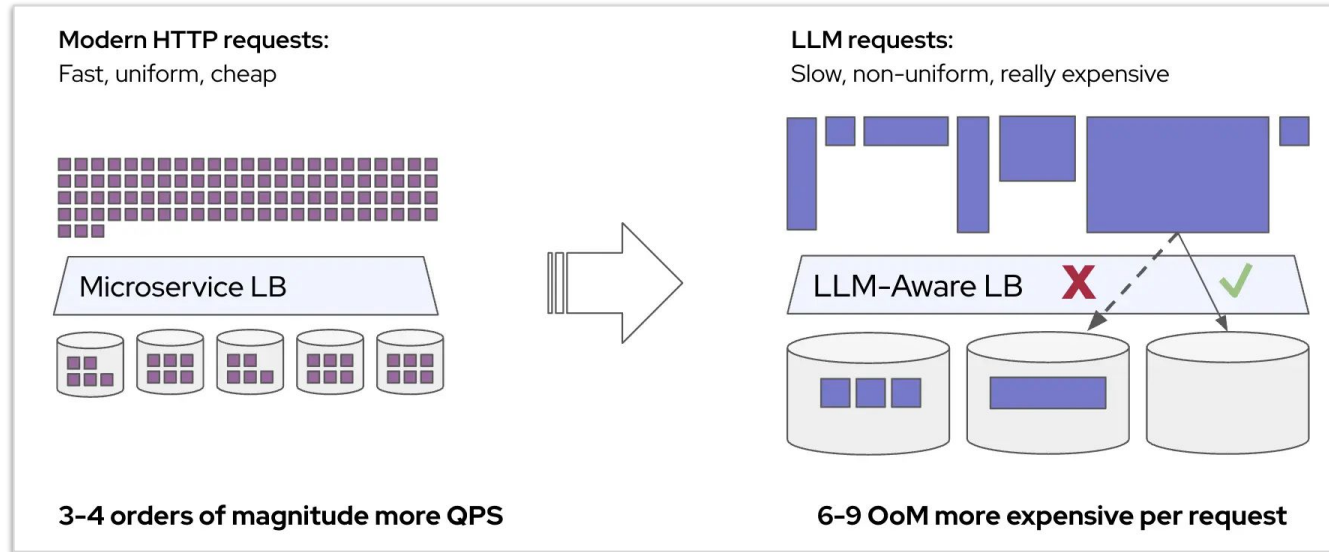 Modern HTTP requests:
Fast, uniform, cheap
Microservice LB
3-4 orders of magnitude more QPS
LLM requests:
Slow, non-uniform, really expensive
LLM-Aware LB X ✓
6-9 OoM more expensive per request